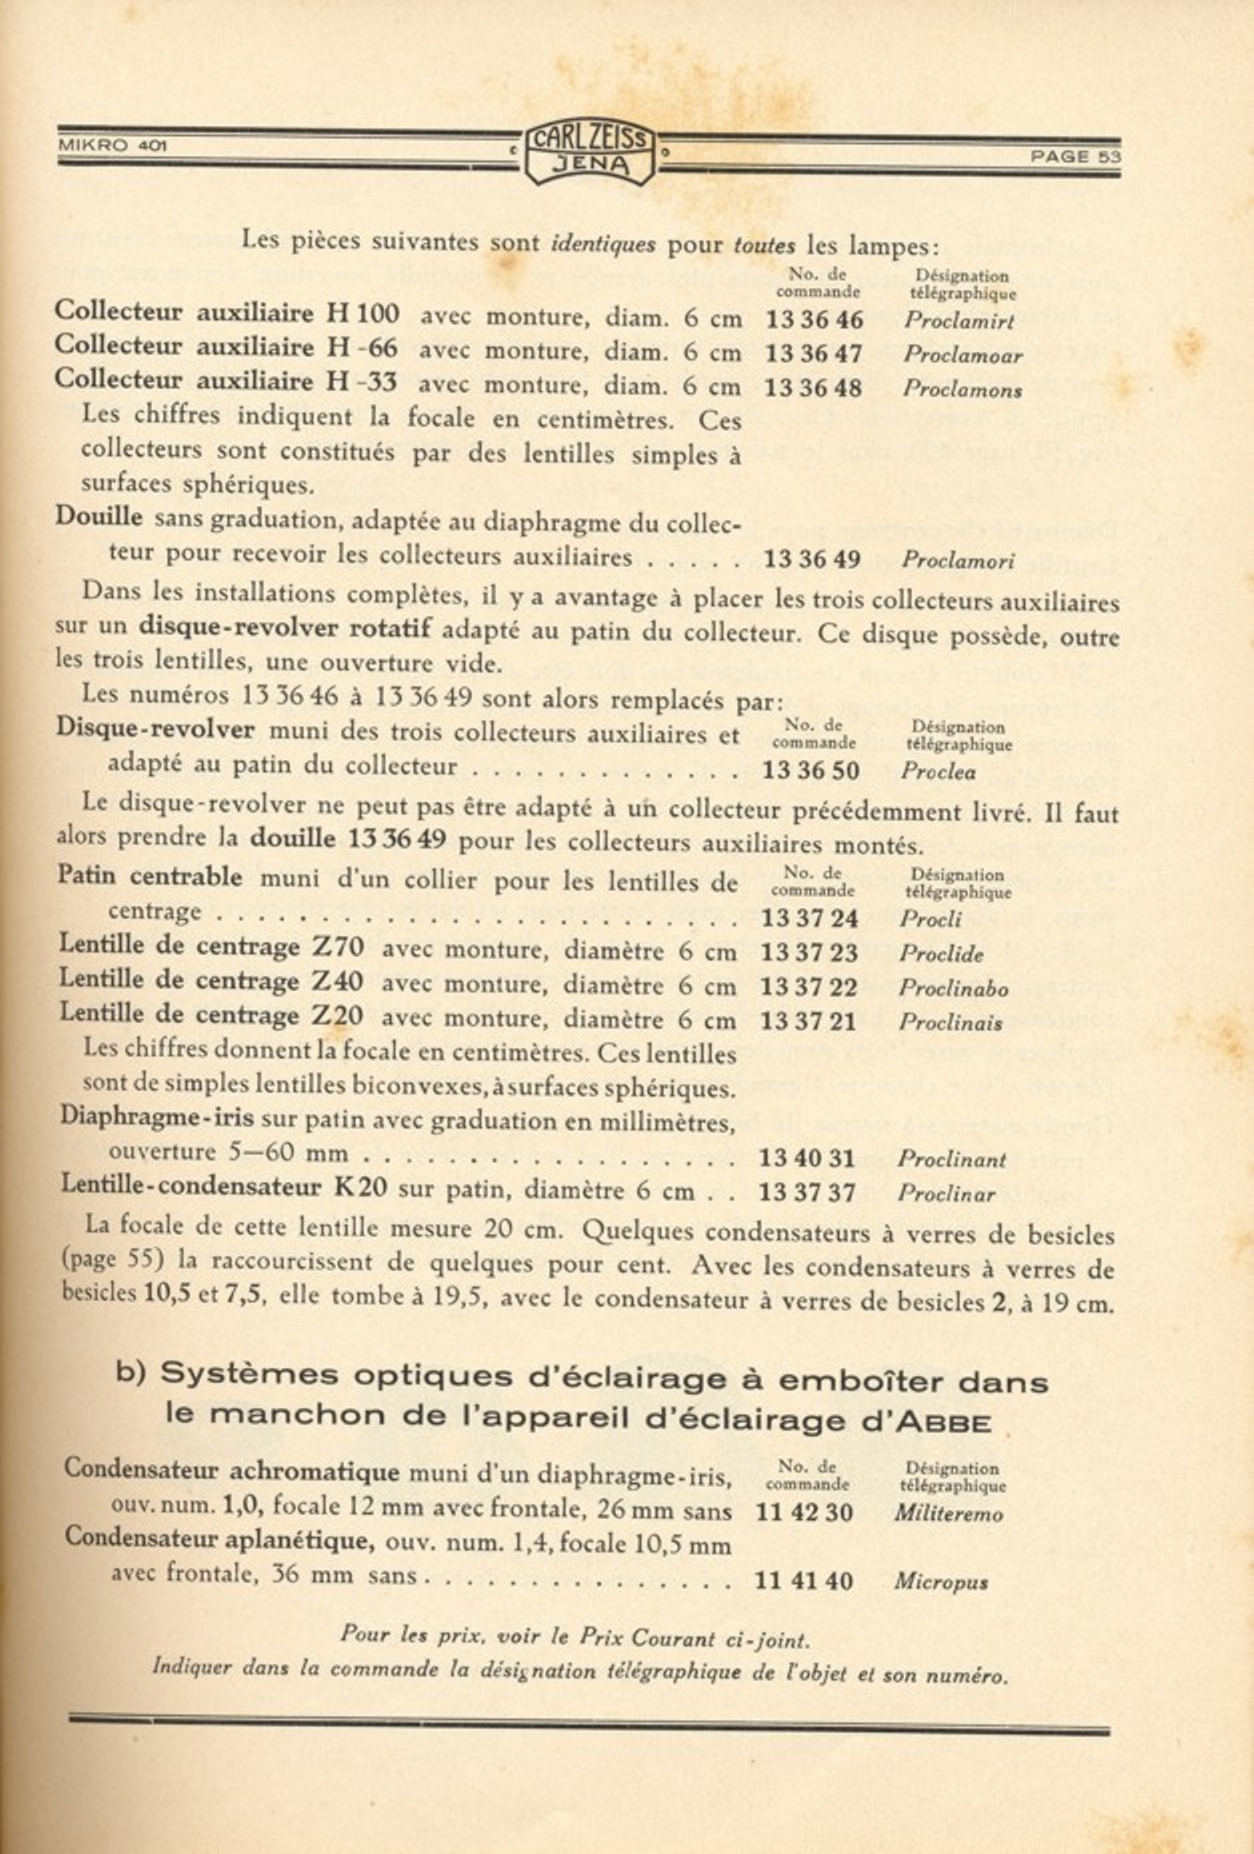 MIKRO 401
CARL ZEISS
JENA
PAGE 53
Les pièces suivantes sont identiques pour toutes les lampes:
No. de commande
Désignation télégraphique
Collecteur auxiliaire H 100 avec monture, diam. 6 cm 13 36 46 Proclamirt
Collecteur auxiliaire H -66 avec monture, diam. 6 cm 13 36 47 Proclamoar
Collecteur auxiliaire H -33 avec monture, diam. 6 cm 13 36 48 Proclamons
Les chiffres indiquent la focale en centimètres. Ces
collecteurs sont constitués par des lentilles simples à
surfaces sphériques.
Douille sans graduation, adaptée au diaphragme du collec-
teur pour recevoir les collecteurs auxiliaires . . . . . 13 36 49 Proclamori
Dans les installations complètes, il y a avantage à placer les trois collecteurs auxiliaires
sur un disque-revolver rotatif adapté au patin du collecteur. Ce disque possède, outre
les trois lentilles, une ouverture vide.
Les numéros 13 36 46 à 13 36 49 sont alors remplacés par:
No. de commande
Désignation télégraphique
Disque-revolver muni des trois collecteurs auxiliaires et
adapté au patin du collecteur . . . . . . . . . . . . . 13 36 50 Proclea
Le disque-revolver ne peut pas être adapté à un collecteur précédemment livré. Il faut
alors prendre la douille 13 36 49 pour les collecteurs auxiliaires montés.
No. de commande
Désignation télégraphique
Patin centrable muni d'un collier pour les lentilles de
centrage . . . . . . . . . . . . . . . . . . . . . . . . . 13 37 24 Procli
Lentille de centrage Z70 avec monture, diamètre 6 cm 13 37 23 Proclide
Lentille de centrage Z40 avec monture, diamètre 6 cm 13 37 22 Proclinabo
Lentille de centrage Z20 avec monture, diamètre 6 cm 13 37 21 Proclinais
Les chiffres donnent la focale en centimètres. Ces lentilles
sont de simples lentilles biconvexes, à surfaces sphériques.
Diaphragme-iris sur patin avec graduation en millimètres,
ouverture 5—60 mm . . . . . . . . . . . . . . . . . . 13 40 31 Proclinant
Lentille-condensateur K20 sur patin, diamètre 6 cm . . 13 37 37 Proclinar
La focale de cette lentille mesure 20 cm. Quelques condensateurs à verres de besicles
(page 55) la raccourcissent de quelques pour cent. Avec les condensateurs à verres de
besicles 10,5 et 7,5, elle tombe à 19,5, avec le condensateur à verres de besicles 2, à 19 cm.
b) Systèmes optiques d'éclairage à emboîter dans
le manchon de l'appareil d'éclairage d'ABBE
No. de commande
Désignation télégraphique
Condensateur achromatique muni d'un diaphragme-iris,
ouv. num. 1,0, focale 12 mm avec frontale, 26 mm sans 11 42 30 Militeremo
Condensateur aplanétique, ouv. num. 1,4, focale 10,5 mm
avec frontale, 36 mm sans . . . . . . . . . . . . . . . 11 41 40 Micropus
Pour les prix, voir le Prix Courant ci-joint.
Indiquer dans la commande la désignation télégraphique de l'objet et son numéro.